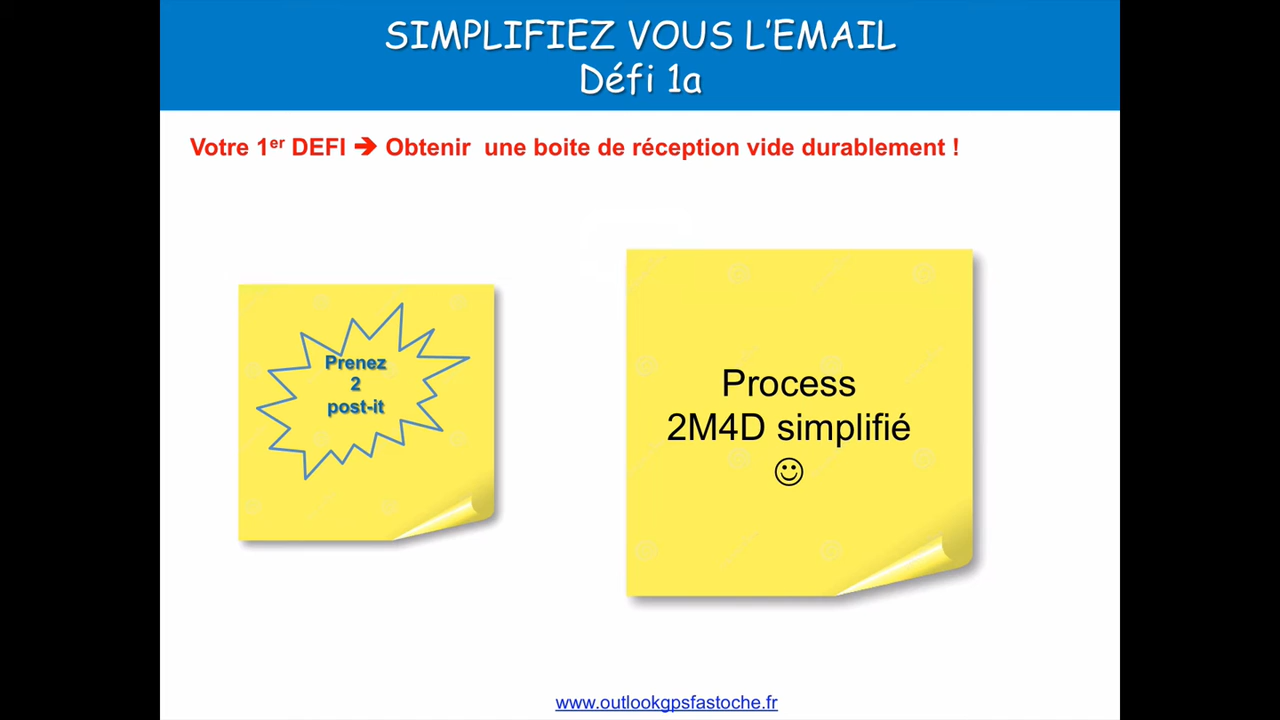 SIMPLIFIEZ VOUS L'EMAIL
Défi 1a
Votre 1er DEFI ➔ Obtenir une boite de réception vide durablement !
Prenez
2
post-it
Process
2M4D simplifié
☺
www.outlookgpsfastoche.fr